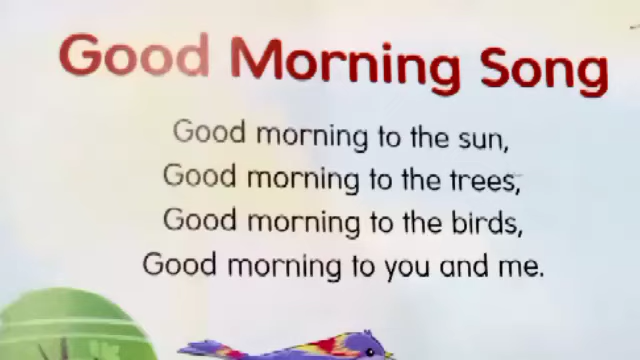 Good Morning Song
Good morning to the sun,
Good morning to the trees,
Good morning to the birds,
Good morning to you and me.